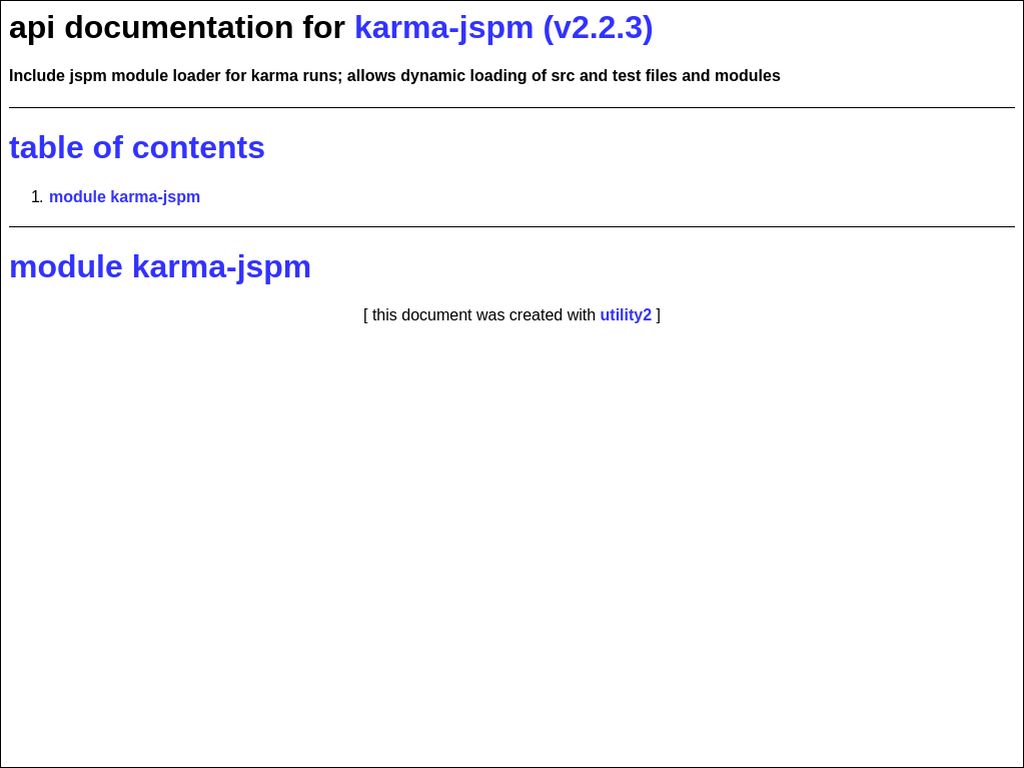 api documentation for karma-jspm (v2.2.3)
Include jspm module loader for karma runs; allows dynamic loading of src and test files and modules
table of contents
1. module karma-jspm
module karma-jspm
[ this document was created with utility2 ]